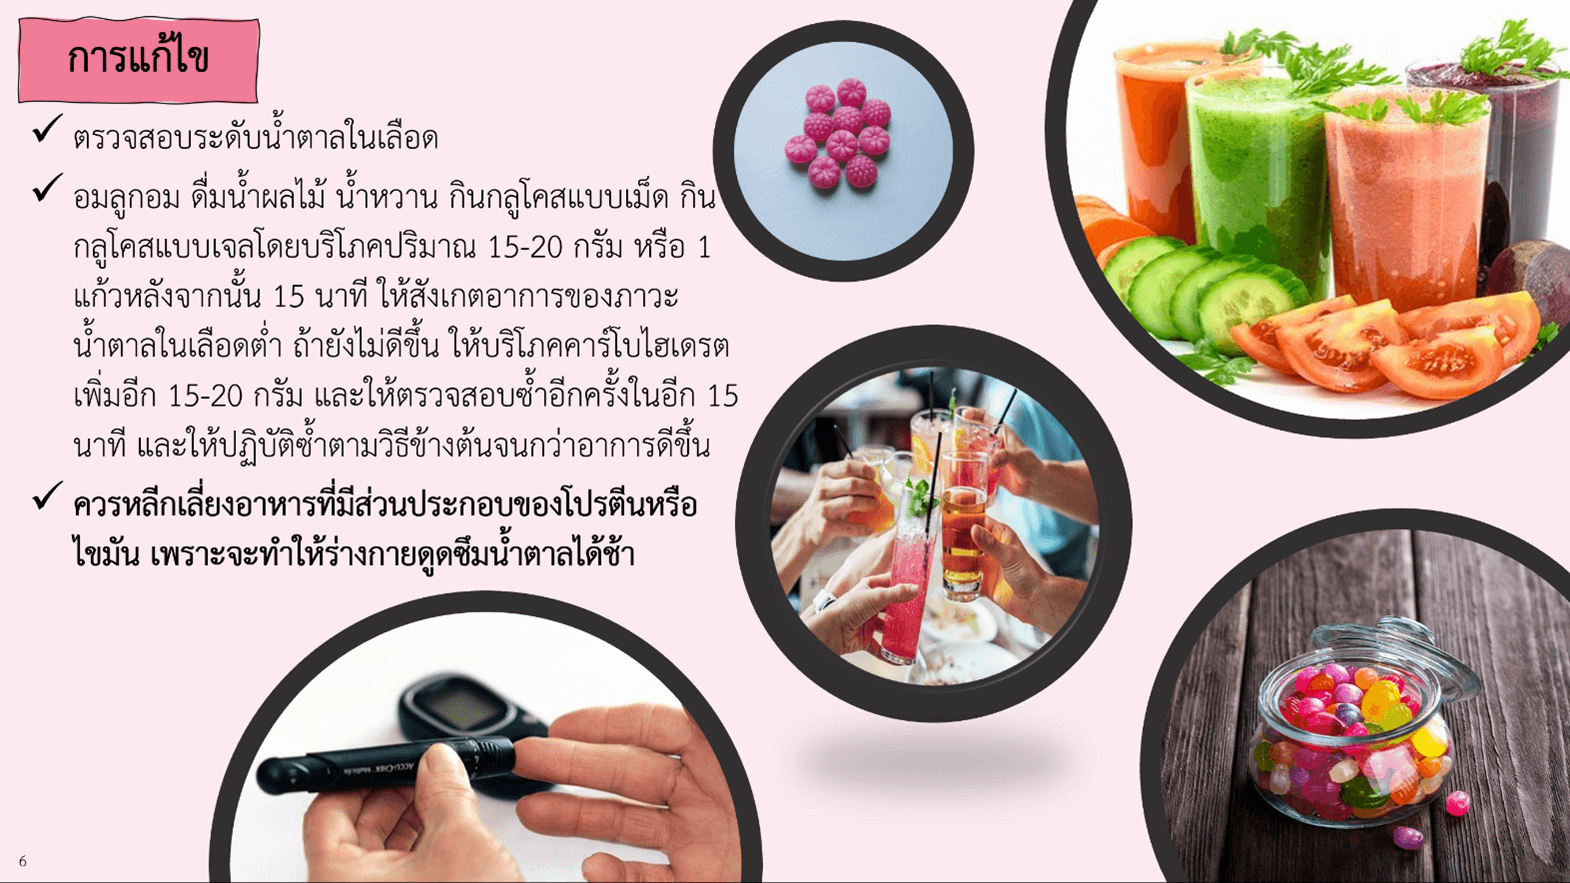 การแก้ไข
✓ ตรวจสอบระดับน้ำตาลในเลือด
✓ อมลูกอม ดื่มน้ำผลไม้ น้ำหวาน กินกลูโคสแบบเม็ด กิน
กลูโคสแบบเจลโดยบริโภคปริมาณ 15-20 กรัม หรือ 1
แก้วหลังจากนั้น 15 นาที ให้สังเกตอาการของภาวะ
น้ำตาลในเลือดต่ำ ถ้ายังไม่ดีขึ้น ให้บริโภคคาร์โบไฮเดรต
เพิ่มอีก 15-20 กรัม และให้ตรวจสอบซ้ำอีกครั้งในอีก 15
นาที และให้ปฏิบัติซ้ำตามวิธีข้างต้นจนกว่าอาการดีขึ้น
✓ ควรหลีกเลี่ยงอาหารที่มีส่วนประกอบของโปรตีนหรือ
ไขมัน เพราะจะทำให้ร่างกายดูดซึมน้ำตาลได้ช้า
ACCU-CHEK
6